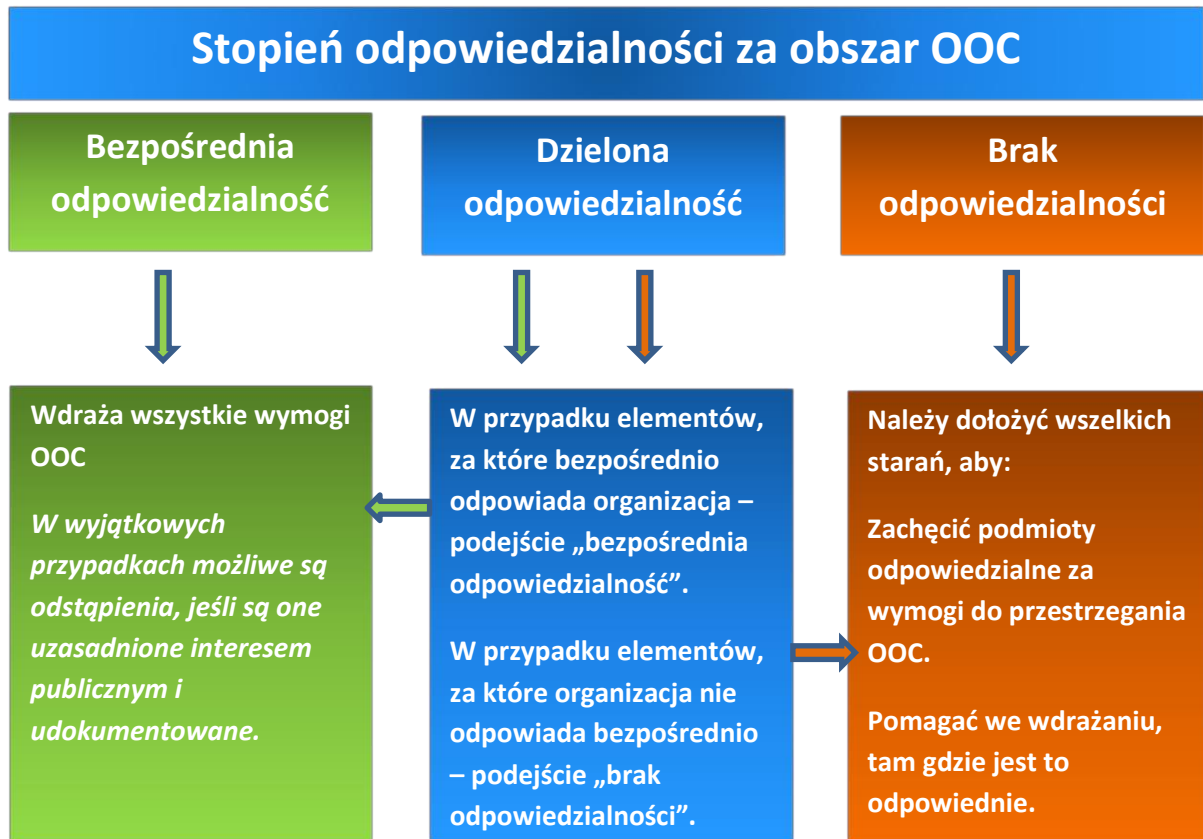 Stopień odpowiedzialności za obszar OOC
Bezpośrednia
odpowiedzialność
Dzielona
odpowiedzialność
Brak
odpowiedzialności
Wdraża wszystkie wymogi
OOC
W wyjątkowych
przypadkach możliwe są
odstąpienia, jeśli są one
uzasadnione interesem
publicznym i
udokumentowane.
W przypadku elementów,
za które bezpośrednio
odpowiada organizacja –
podejście „bezpośrednia
odpowiedzialność”.
W przypadku elementów,
za które organizacja nie
odpowiada bezpośrednio
– podejście „brak
odpowiedzialności”.
Należy dołożyć wszelkich
starań, aby:
Zachęcić podmioty
odpowiedzialne za
wymogi do przestrzegania
OOC.
Pomagać we wdrażaniu,
tam gdzie jest to
odpowiednie.